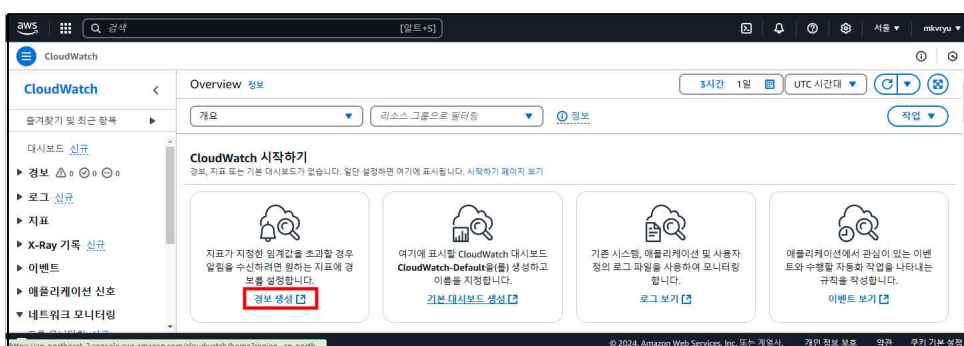 aws
검색
[알트+S]
서울 ▼
mkvryu ▼
CloudWatch
CloudWatch
Overview 정보
3시간 1일
UTC 시간대 ▼
즐겨찾기 및 최근 항목 ▶
개요 ▼
리소스 그룹으로 필터링 ▼
정보
작업 ▼
대시보드 신규
▶ 경보 0 0 0
▶ 로그 신규
▶ 지표
▶ X-Ray 기록 신규
▶ 이벤트
▶ 애플리케이션 신호
▼ 네트워크 모니터링
CloudWatch 시작하기
경보, 지표 또는 기본 대시보드가 없습니다. 일단 설정하면 여기에 표시됩니다. 시작하기 페이지 보기
지표가 지정한 임계값을 초과할 경우
알림을 수신하려면 원하는 지표에 경
보를 설정합니다.
경보 생성
여기에 표시할 CloudWatch 대시보드
CloudWatch-Default을(를) 생성하고
이름을 지정합니다.
기본 대시보드 생성
기존 시스템, 애플리케이션 및 사용자
정의 로그 파일을 사용하여 모니터링
합니다.
로그 보기
애플리케이션에서 관심이 있는 이벤
트와 수행할 자동화 작업을 나타내는
규칙을 작성합니다.
이벤트 보기
© 2024, Amazon Web Services, Inc. 또는 계열사.
개인 정보 보호
약관
쿠키 기본 설정